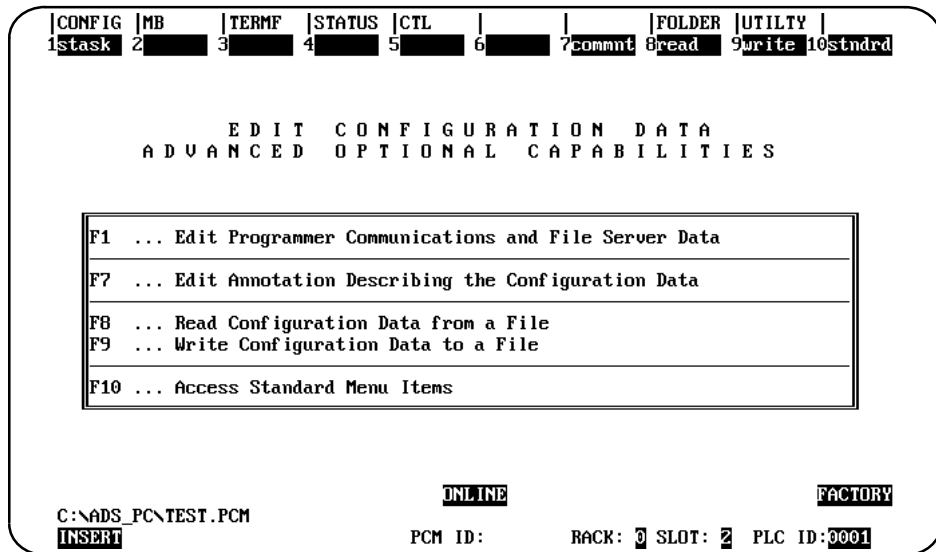 |CONFIG |MB |TERMF |STATUS |CTL | | |FOLDER |UTILTY |
1stask 2 3 4 5 6 7commnt 8read 9write 10stndrd
E D I T C O N F I G U R A T I O N D A T A
A D V A N C E D O P T I O N A L C A P A B I L I T I E S
F1 ... Edit Programmer Communications and File Server Data
F7 ... Edit Annotation Describing the Configuration Data
F8 ... Read Configuration Data from a File
F9 ... Write Configuration Data to a File
F10 ... Access Standard Menu Items
ONLINE FACTORY
C:\ADS_PC\TEST.PCM
INSERT PCM ID: RACK: 0 SLOT: 2 PLC ID:0001